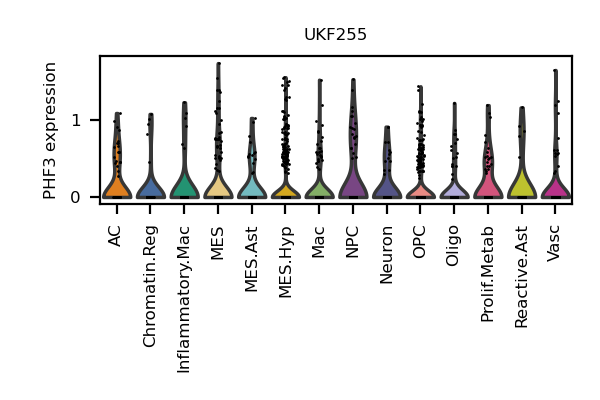 UKF255
PHF3 expression
1
0
AC
Chromatin.Reg
Inflammatory.Mac
MES
MES.Ast
MES.Hyp
Mac
NPC
Neuron
OPC
Oligo
Prolif.Metab
Reactive.Ast
Vasc